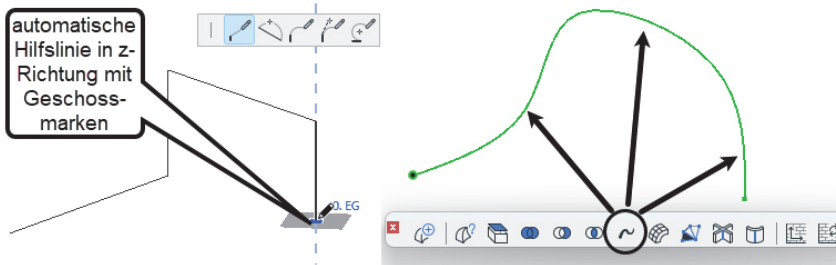 automatische
Hilfslinie in z-
Richtung mit
Geschoss-
marken
0. EG